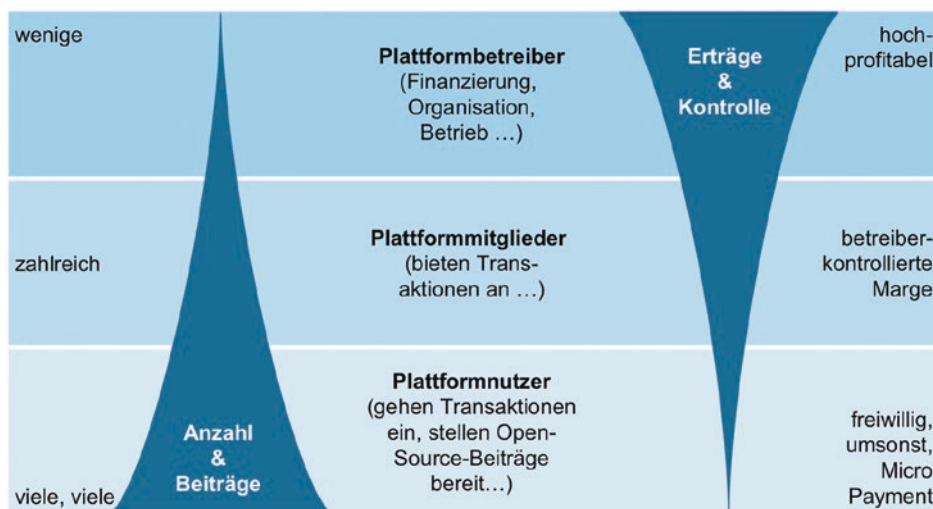 wenige
Plattformbetreiber
(Finanzierung,
Organisation,
Betrieb …)
Erträge
&
Kontrolle
hoch-
profitabel
zahlreich
Plattformmitglieder
(bieten Trans-
aktionen an …)
betreiber-
kontrollierte
Marge
viele, viele
Anzahl
&
Beiträge
Plattformnutzer
(gehen Transaktionen
ein, stellen Open-
Source-Beiträge
bereit…)
freiwillig,
umsonst,
Micro
Payment